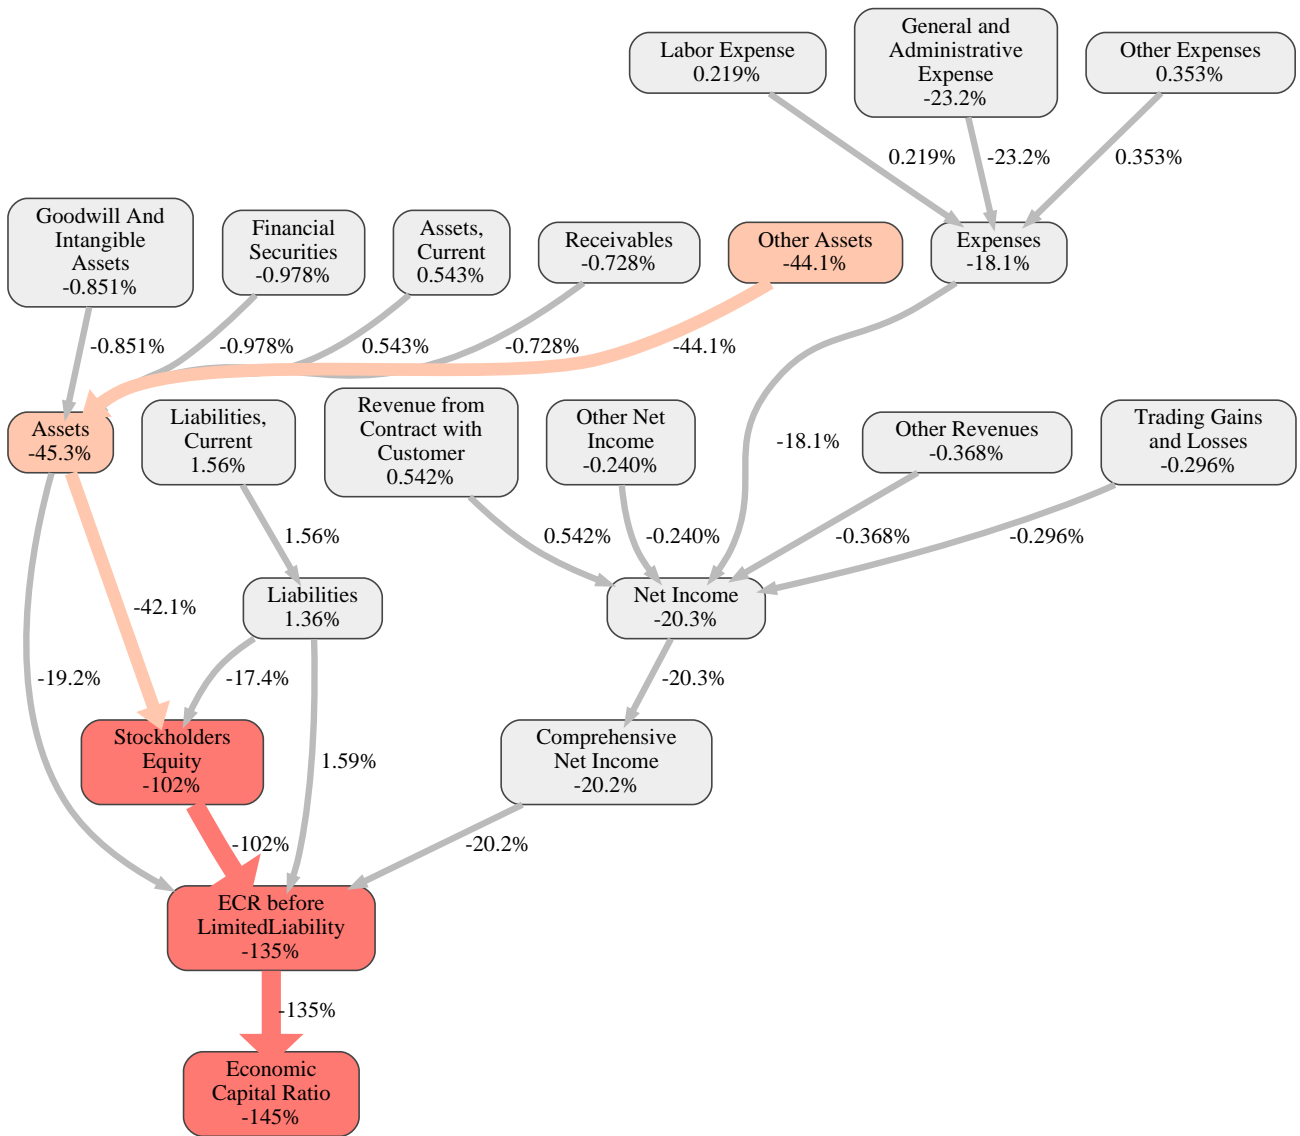 Labor Expense
0.219%
General and
Administrative
Expense
-23.2%
Other Expenses
0.353%
0.219%
-23.2%
0.353%
Goodwill And
Intangible
Assets
-0.851%
Financial
Securities
-0.978%
Assets,
Current
0.543%
Receivables
-0.728%
Other Assets
-44.1%
Expenses
-18.1%
-0.851%
-0.978%
0.543%
-0.728%
-44.1%
Assets
-45.3%
Liabilities,
Current
1.56%
Revenue from
Contract with
Customer
0.542%
Other Net
Income
-0.240%
-18.1%
Other Revenues
-0.368%
Trading Gains
and Losses
-0.296%
1.56%
0.542%
-0.240%
-0.368%
-0.296%
-42.1%
Liabilities
1.36%
Net Income
-20.3%
-19.2%
-17.4%
-20.3%
Stockholders
Equity
-102%
1.59%
Comprehensive
Net Income
-20.2%
-102%
-20.2%
ECR before
LimitedLiability
-135%
-135%
Economic
Capital Ratio
-145%